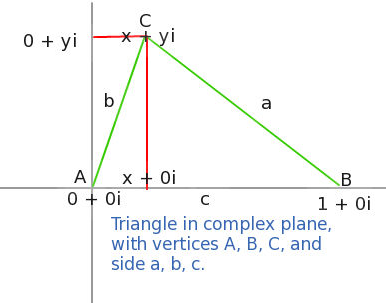 C
0 + yi
x + yi
b
a
A
x + 0i
B
0 + 0i
c
1 + 0i
Triangle in complex plane,
with vertices A, B, C, and
side a, b, c.